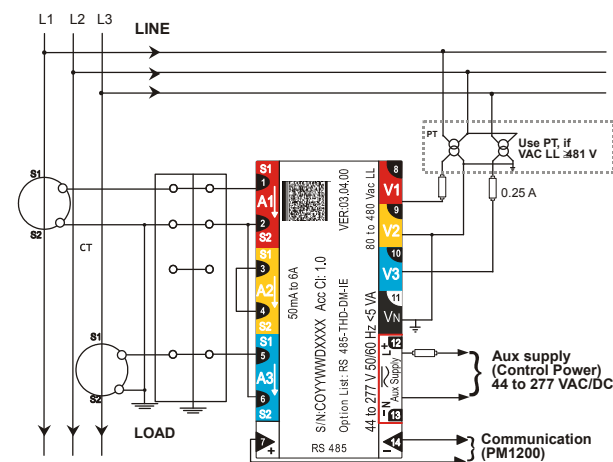 L1 L2 L3
LINE
PT
Use PT, if
VAC LL ≥481 V
0.25 A
S1
S2
CT
S1
S2
LOAD
S1
1
A1
2
S2
S1
3
A2
4
S2
S1
5
A3
6
S2
7
+
RS 485
50mA to 6A
S/N:COYYWWDXXXX Acc Cl: 1.0
Option List: RS 485-THD-DM-IE
VER:03.04.00
80 to 480 Vac LL
44 to 277 V 50/60 Hz <5 VA
8
V1
9
V2
10
V3
11
VN
12
L+
Aux Supply
N
−
13
14
−
Aux supply
(Control Power)
44 to 277 VAC/DC
Communication
(PM1200)